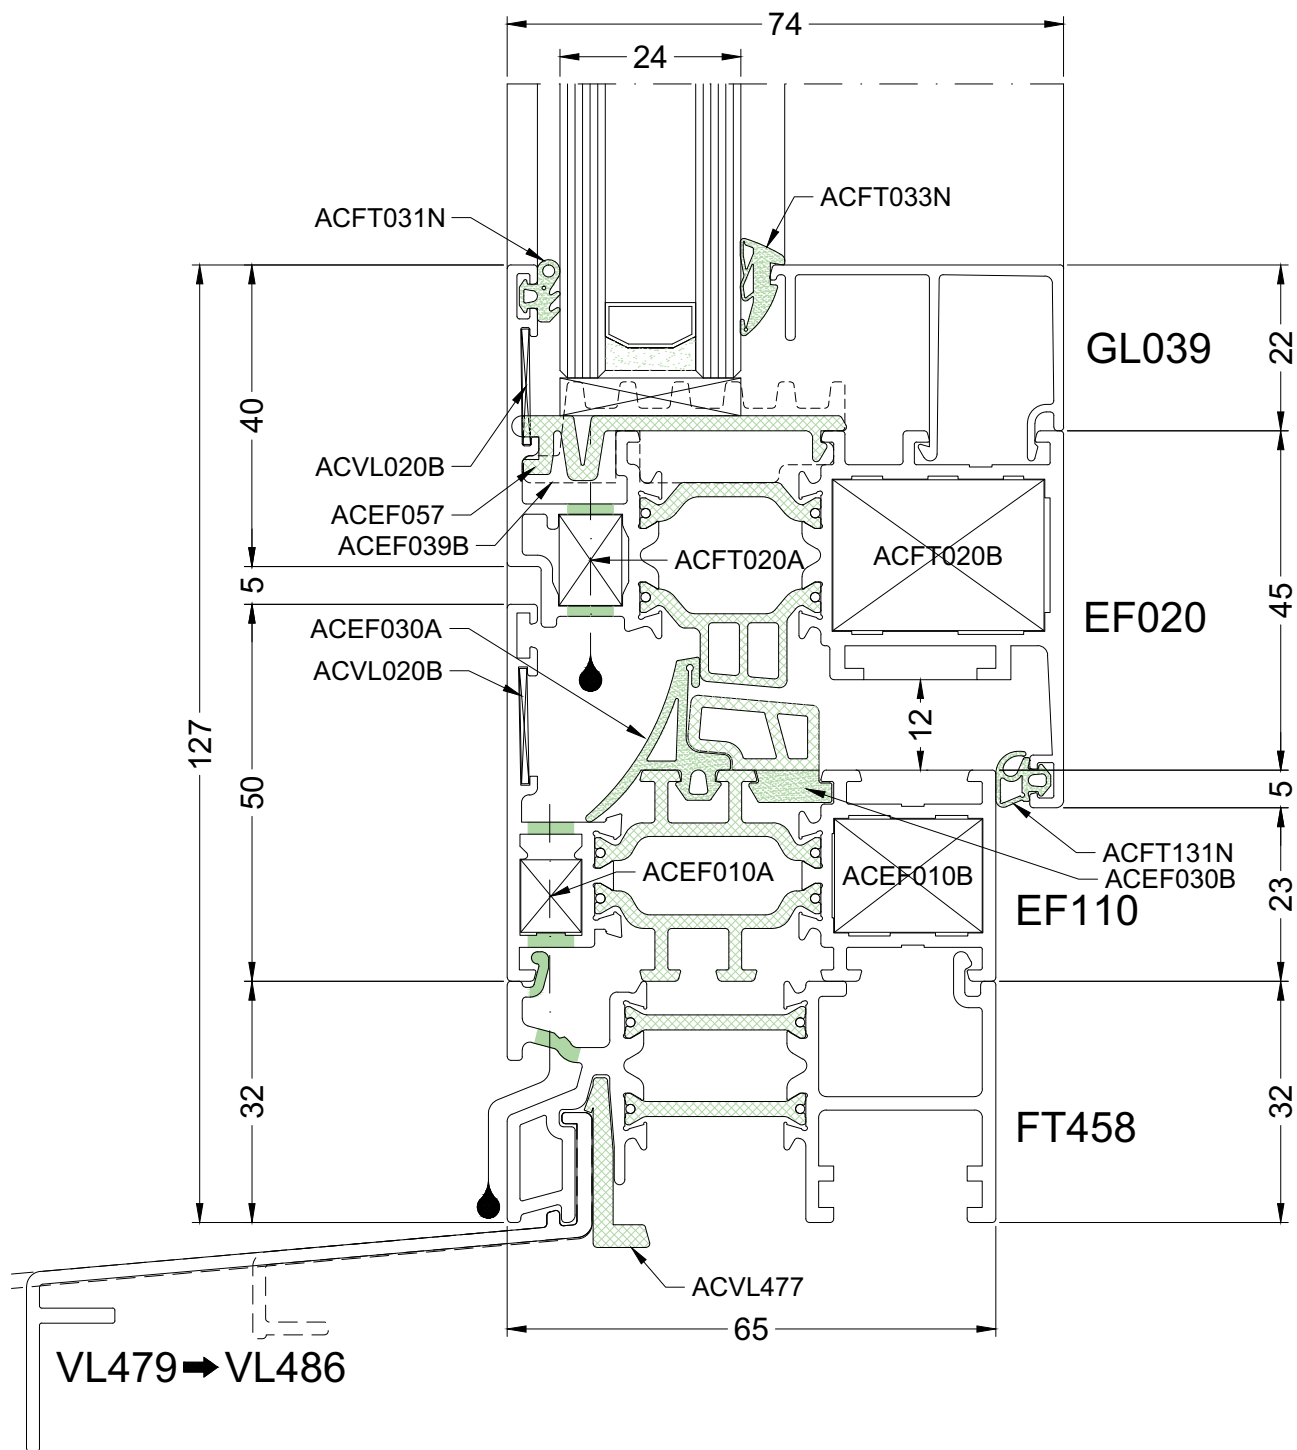 74
24
ACFT031N
ACFT033N
GL039
22
40
ACVL020B
ACEF057
ACEF039B
ACFT020A
ACFT020B
5
45
EF020
ACEF030A
ACVL020B
127
12
50
5
ACFT131N
ACEF030B
ACEF010A
ACEF010B
EF110
23
32
FT458
32
ACVL477
65
VL479 ➡ VL486